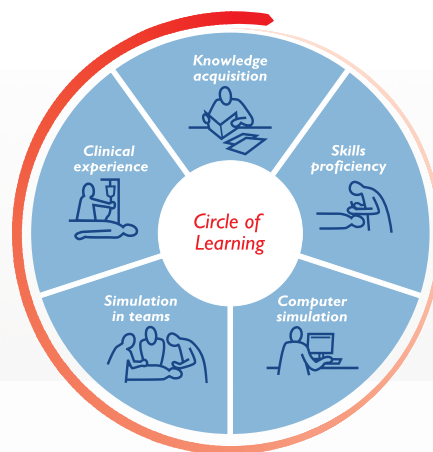 Knowledge
acquisition
Skills
proficiency
Computer
simulation
Simulation
in teams
Clinical
experience
Circle of
Learning